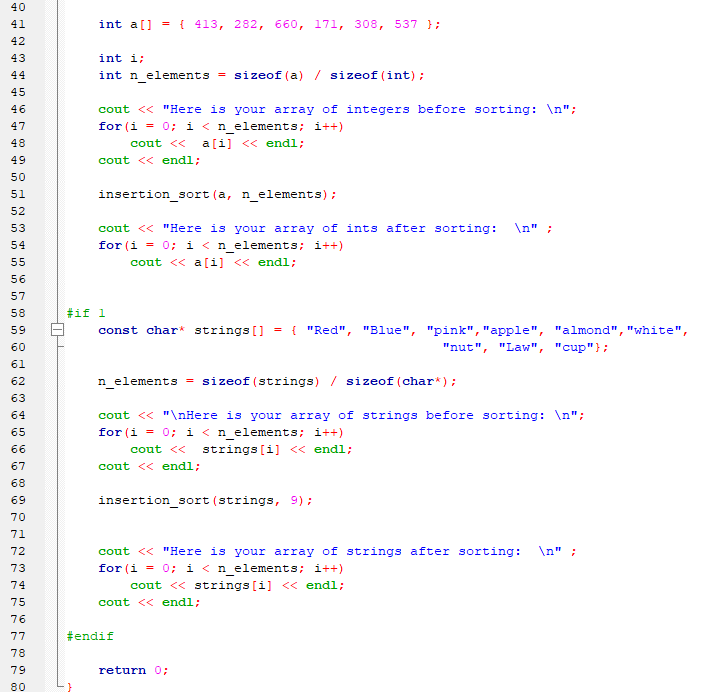 40
41 int a[] = { 413, 282, 660, 171, 308, 537 };
42
43 int i;
44 int n_elements = sizeof(a) / sizeof(int);
45
46 cout << "Here is your array of integers before sorting: \n";
47 for(i = 0; i < n_elements; i++)
48 cout <<  a[i] << endl;
49 cout << endl;
50
51 insertion_sort(a, n_elements);
52
53 cout << "Here is your array of ints after sorting:  \n" ;
54 for(i = 0; i < n_elements; i++)
55 cout << a[i] << endl;
56
57
58 #if 1
59 const char* strings[] = { "Red", "Blue", "pink","apple", "almond","white",
60 "nut", "Law", "cup"};
61
62 n_elements = sizeof(strings) / sizeof(char*);
63
64 cout << "\nHere is your array of strings before sorting: \n";
65 for(i = 0; i < n_elements; i++)
66 cout <<  strings[i] << endl;
67 cout << endl;
68
69 insertion_sort(strings, 9);
70
71
72 cout << "Here is your array of strings after sorting:  \n" ;
73 for(i = 0; i < n_elements; i++)
74 cout << strings[i] << endl;
75 cout << endl;
76
77 #endif
78
79 return 0;
80 }